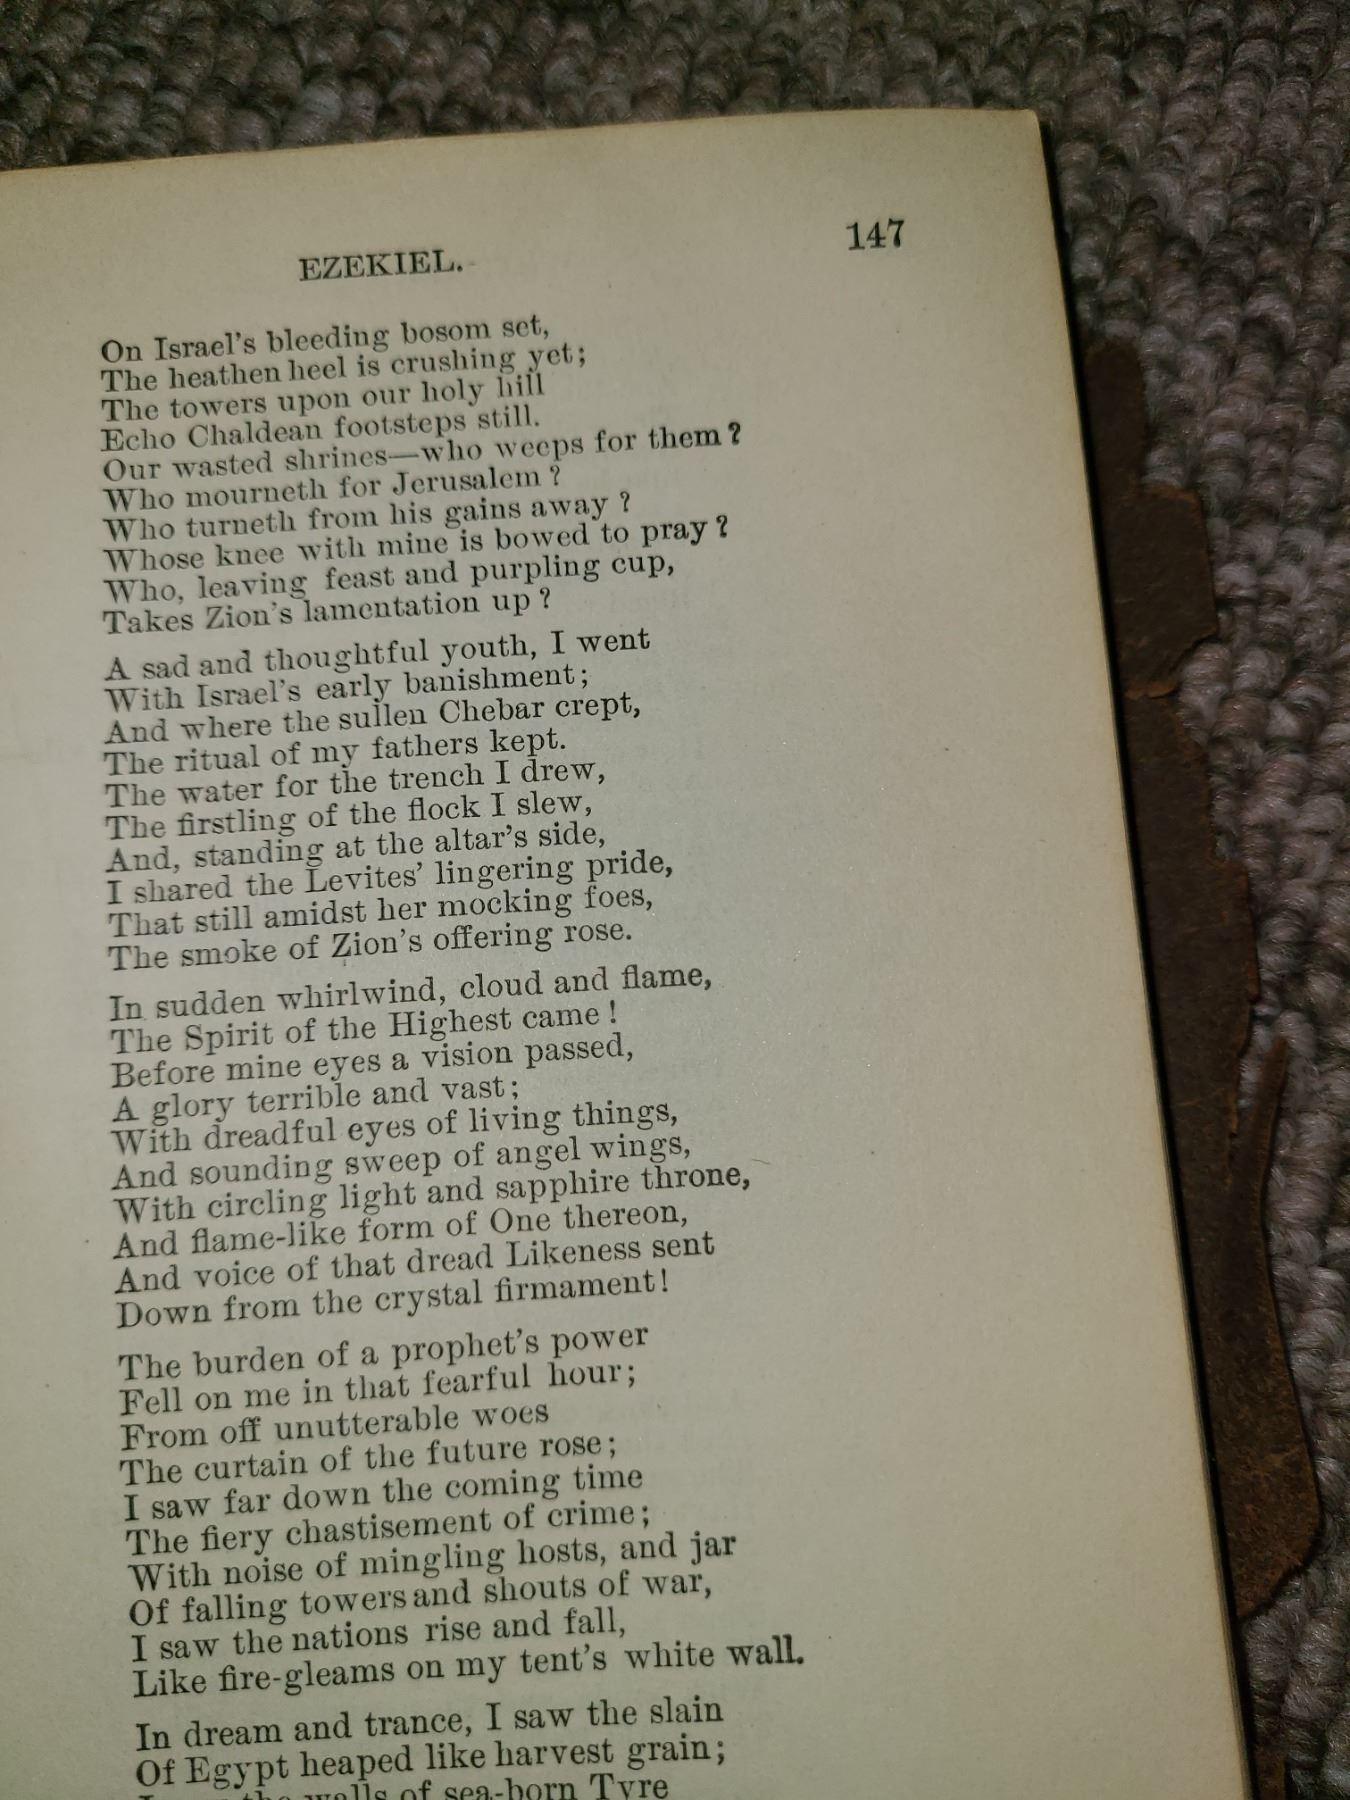 147
EZEKIEL.
On Israel's bleeding bosom set,
The heathen heel is crushing yet;
The towers upon our holy hill
Echo Chaldean footsteps still.
Our wasted shrines—who weeps for them?
Who mourneth for Jerusalem?
Who turneth from his gains away?
Whose knee with mine is bowed to pray?
Who, leaving feast and purpling cup,
Takes Zion's lamentation up?
A sad and thoughtful youth, I went
With Israel's early banishment;
And where the sullen Chebar crept,
The ritual of my fathers kept.
The water for the trench I drew,
The firstling of the flock I slew,
And, standing at the altar's side,
I shared the Levites' lingering pride,
That still amidst her mocking foes,
The smoke of Zion's offering rose.
In sudden whirlwind, cloud and flame,
The Spirit of the Highest came!
Before mine eyes a vision passed,
A glory terrible and vast;
With dreadful eyes of living things,
And sounding sweep of angel wings,
With circling light and sapphire throne,
And flame-like form of One thereon,
And voice of that dread Likeness sent
Down from the crystal firmament!
The burden of a prophet's power
Fell on me in that fearful hour;
From off unutterable woes
The curtain of the future rose;
I saw far down the coming time
The fiery chastisement of crime;
With noise of mingling hosts, and jar
Of falling towers and shouts of war,
I saw the nations rise and fall,
Like fire-gleams on my tent's white wall.
In dream and trance, I saw the slain
Of Egypt heaped like harvest grain;
the walls of sea-born Tyre